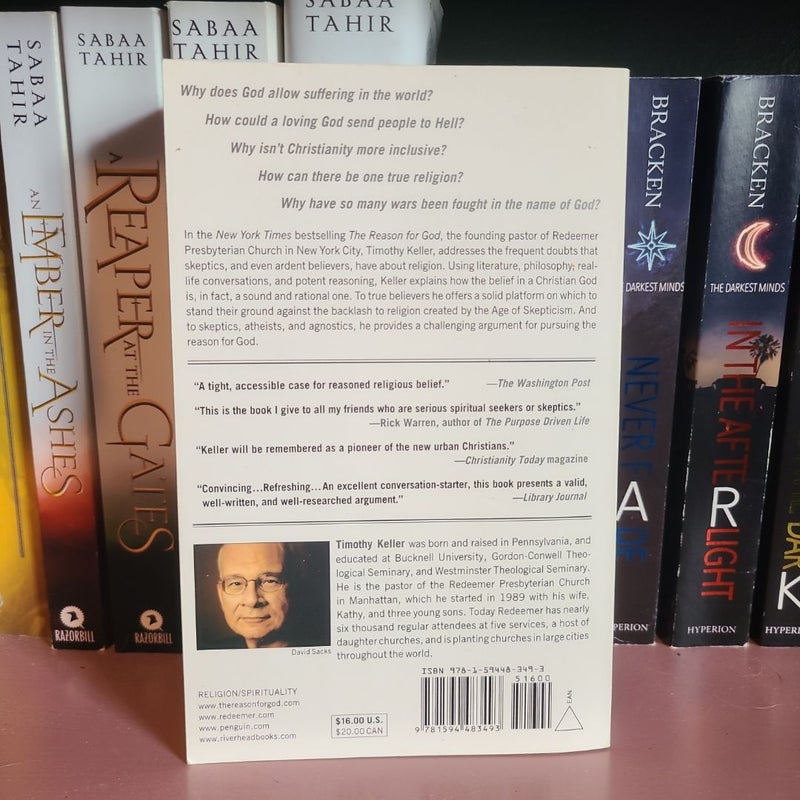 SABAA TAHIR
AN EMBER IN THE ASHES
RAZORBILL
SABAA
TAHIR
A REAPER AT THE GATES
RAZORBILL
SABAA
TAHIR
SABAA
TAHIR
Why does God allow suffering in the world?
How could a loving God send people to Hell?
Why isn't Christianity more inclusive?
How can there be one true religion?
Why have so many wars been fought in the name of God?
In the New York Times bestselling The Reason for God, the founding pastor of Redeemer
Presbyterian Church in New York City, Timothy Keller, addresses the frequent doubts that
skeptics, and even ardent believers, have about religion. Using literature, philosophy; real-
life conversations, and potent reasoning, Keller explains how the belief in a Christian God
is, in fact, a sound and rational one. To true believers he offers a solid platform on which to
stand their ground against the backlash to religion created by the Age of Skepticism. And
to skeptics, atheists, and agnostics, he provides a challenging argument for pursuing the
reason for God.
“A tight, accessible case for reasoned religious belief.” —The Washington Post
“This is the book I give to all my friends who are serious spiritual seekers or skeptics.”
—Rick Warren, author of The Purpose Driven Life
“Keller will be remembered as a pioneer of the new urban Christians.”
—Christianity Today magazine
“Convincing...Refreshing...An excellent conversation-starter, this book presents a valid,
well-written, and well-researched argument.” —Library Journal
Timothy Keller was born and raised in Pennsylvania, and
educated at Bucknell University, Gordon-Conwell Theo-
logical Seminary, and Westminster Theological Seminary.
He is the pastor of the Redeemer Presbyterian Church
in Manhattan, which he started in 1989 with his wife,
Kathy, and three young sons. Today Redeemer has nearly
six thousand regular attendees at five services, a host of
daughter churches, and is planting churches in large cities
throughout the world.
David Sacks
RELIGION/SPIRITUALITY
www.thereasonforgod.com
www.redeemer.com
www.penguin.com
www.riverheadbooks.com
$16.00 U.S.
$20.00 CAN
ISBN 978-1-59448-349-3
51600
9 781594 483493
EAN
BRACKEN
DARKEST MINDS
NEVER FADE
A
PERION
BRACKEN
THE DARKEST MINDS
IN THE AFTERLIGHT
R
HYPERION
DAR
K
HYPER